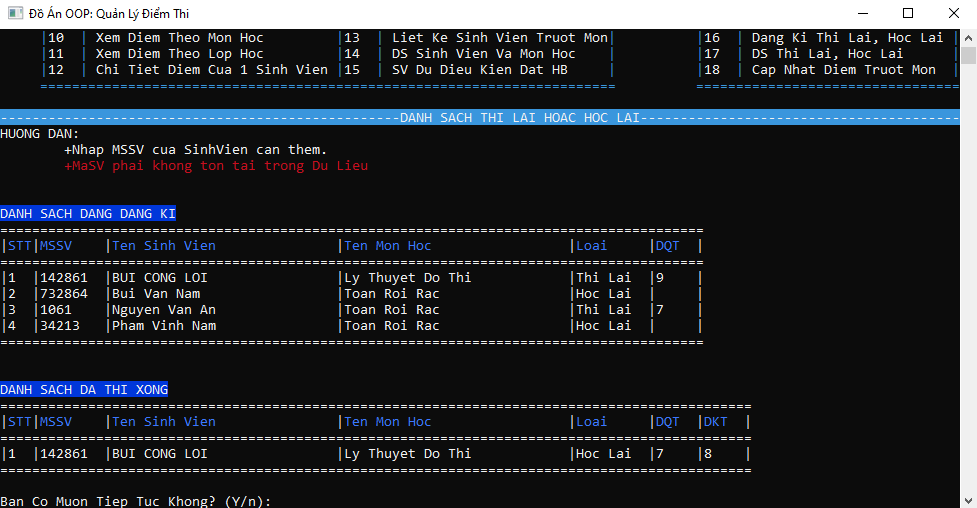 Đồ Án OOP: Quản Lý Điểm Thi
|10 | Xem Diem Theo Mon Hoc |13 | Liet Ke Sinh Vien Truot Mon| |16 | Dang Ki Thi Lai, Hoc Lai |
|11 | Xem Diem Theo Lop Hoc |14 | DS Sinh Vien Va Mon Hoc | |17 | DS Thi Lai, Hoc Lai |
|12 | Chi Tiet Diem Cua 1 Sinh Vien |15 | SV Du Dieu Kien Dat HB | |18 | Cap Nhat Diem Truot Mon |
DANH SACH THI LAI HOAC HOC LAI
HUONG DAN:
+Nhap MSSV cua SinhVien can them.
+MaSV phai khong ton tai trong Du Lieu
DANH SACH DANG DANG KI
|STT|MSSV |Ten Sinh Vien |Ten Mon Hoc |Loai |DQT |
|1 |142861 |BUI CONG LOI |Ly Thuyet Do Thi |Thi Lai |9 |
|2 |732864 |Bui Van Nam |Toan Roi Rac |Hoc Lai | |
|3 |1061 |Nguyen Van An |Toan Roi Rac |Thi Lai |7 |
|4 |34213 |Pham Vinh Nam |Toan Roi Rac |Hoc Lai | |
DANH SACH DA THI XONG
|STT|MSSV |Ten Sinh Vien |Ten Mon Hoc |Loai |DQT |DKT |
|1 |142861 |BUI CONG LOI |Ly Thuyet Do Thi |Hoc Lai |7 |8 |
Ban Co Muon Tiep Tuc Khong? (Y/n):